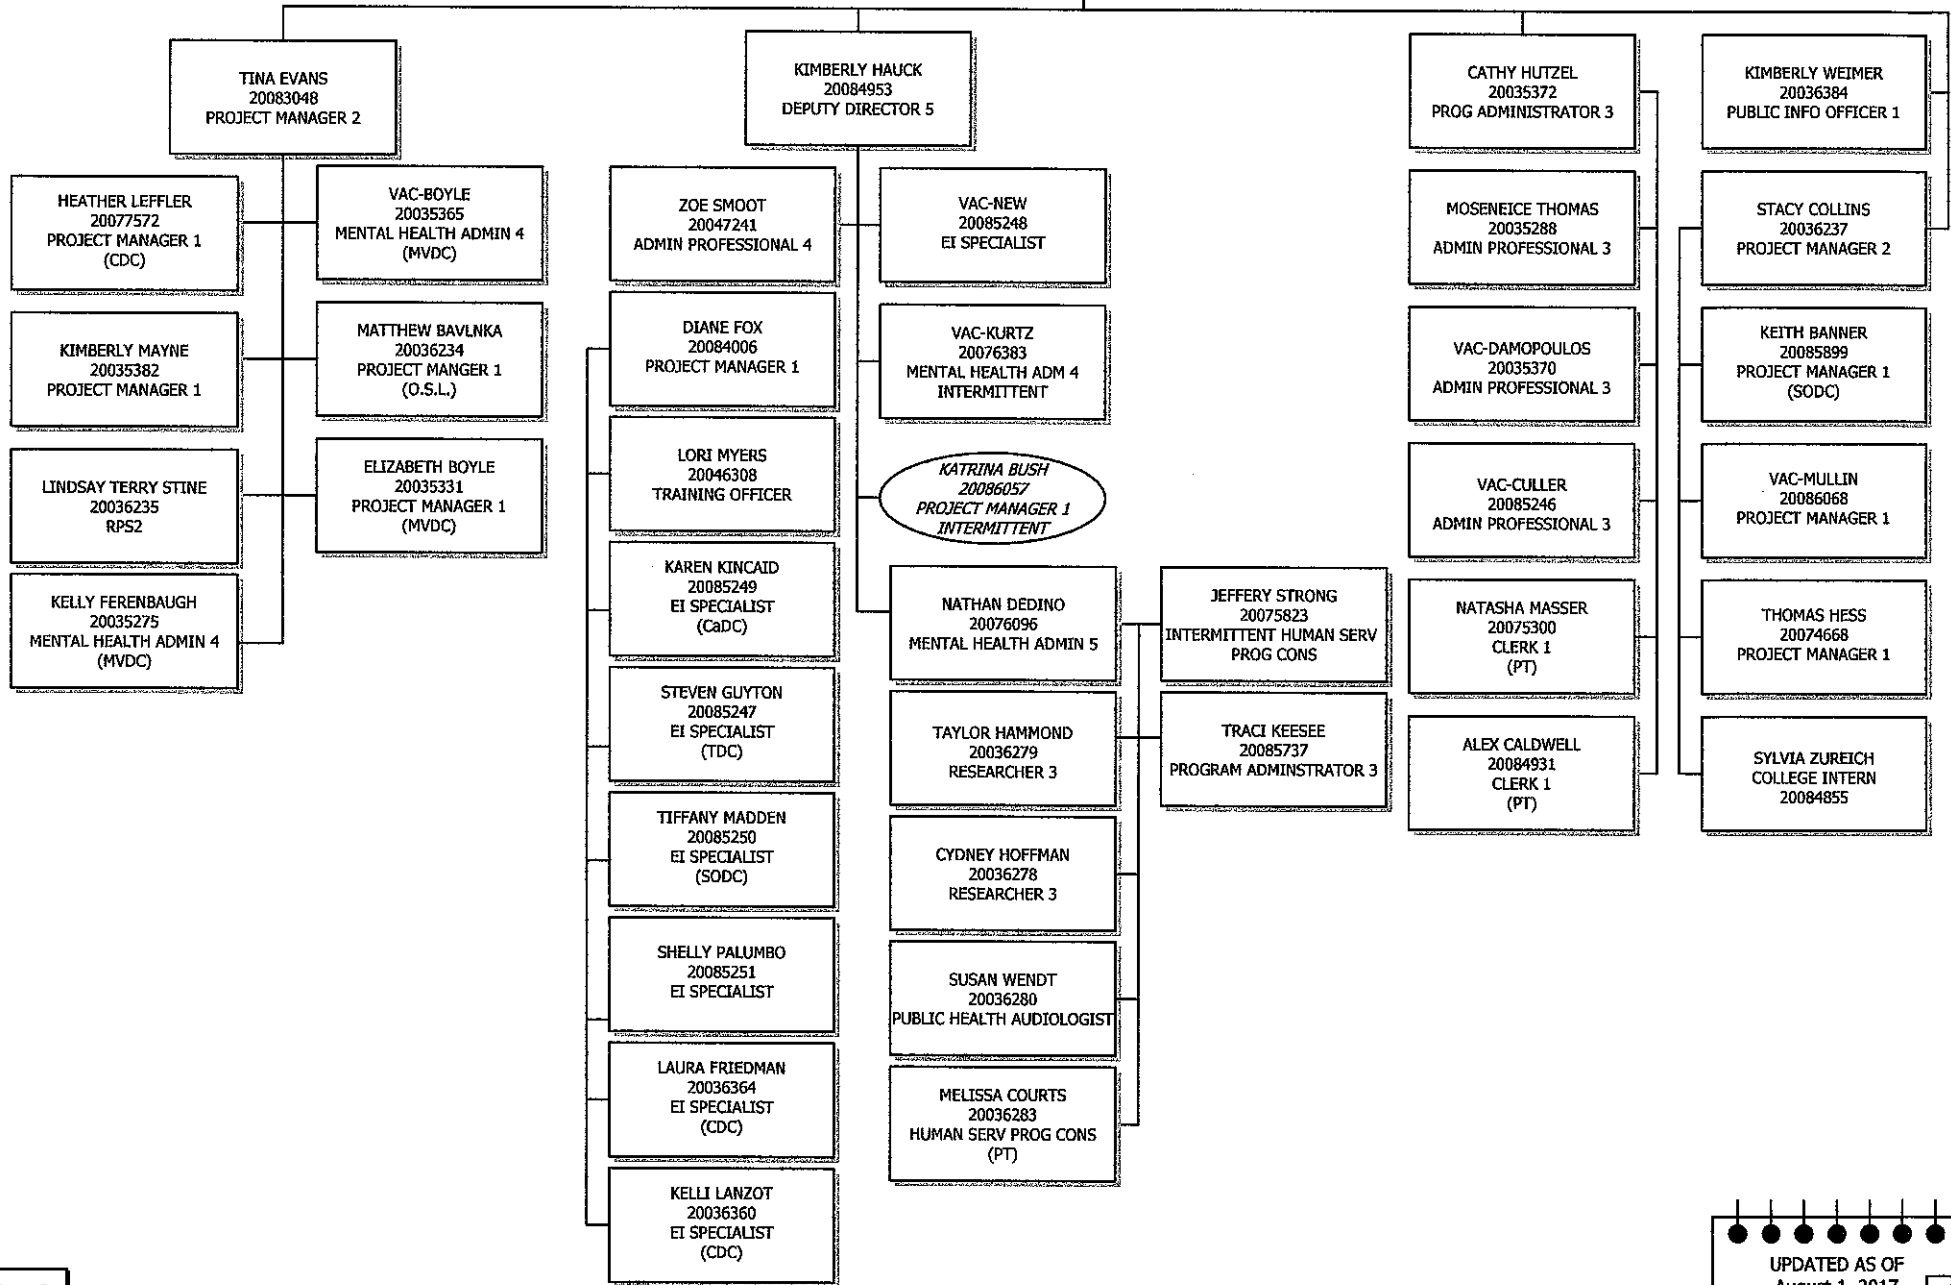 TINA EVANS
20083048
PROJECT MANAGER 2
HEATHER LEFFLER
20077572
PROJECT MANAGER 1
(CDC)
VAC-BOYLE
20035365
MENTAL HEALTH ADMIN 4
(MVDC)
KIMBERLY MAYNE
20035382
PROJECT MANAGER 1
MATTHEW BAVLNKA
20036234
PROJECT MANGER 1
(O.S.L.)
LINDSAY TERRY STINE
20036235
RPS2
ELIZABETH BOYLE
20035331
PROJECT MANAGER 1
(MVDC)
KELLY FERENBAUGH
20035275
MENTAL HEALTH ADMIN 4
(MVDC)
KIMBERLY HAUCK
20084953
DEPUTY DIRECTOR 5
ZOE SMOOT
20047241
ADMIN PROFESSIONAL 4
VAC-NEW
20085248
EI SPECIALIST
DIANE FOX
20084006
PROJECT MANAGER 1
VAC-KURTZ
20076383
MENTAL HEALTH ADM 4
INTERMITTENT
LORI MYERS
20046308
TRAINING OFFICER
KATRINA BUSH
20086057
PROJECT MANAGER 1
INTERMITTENT
KAREN KINCAID
20085249
EI SPECIALIST
(CaDC)
STEVEN GUYTON
20085247
EI SPECIALIST
(TDC)
TIFFANY MADDEN
20085250
EI SPECIALIST
(SODC)
SHELLY PALUMBO
20085251
EI SPECIALIST
LAURA FRIEDMAN
20036364
EI SPECIALIST
(CDC)
KELLI LANZOT
20036360
EI SPECIALIST
(CDC)
NATHAN DEDINO
20076096
MENTAL HEALTH ADMIN 5
JEFFERY STRONG
20075823
INTERMITTENT HUMAN SERV
PROG CONS
TAYLOR HAMMOND
20036279
RESEARCHER 3
TRACI KEESEE
20085737
PROGRAM ADMINSTRATOR 3
CYDNEY HOFFMAN
20036278
RESEARCHER 3
SUSAN WENDT
20036280
PUBLIC HEALTH AUDIOLOGIST
MELISSA COURTS
20036283
HUMAN SERV PROG CONS
(PT)
CATHY HUTZEL
20035372
PROG ADMINISTRATOR 3
MOSENEICE THOMAS
20035288
ADMIN PROFESSIONAL 3
VAC-DAMOPOULOS
20035370
ADMIN PROFESSIONAL 3
VAC-CULLER
20085246
ADMIN PROFESSIONAL 3
NATASHA MASSER
20075300
CLERK 1
(PT)
ALEX CALDWELL
20084931
CLERK 1
(PT)
KIMBERLY WEIMER
20036384
PUBLIC INFO OFFICER 1
STACY COLLINS
20036237
PROJECT MANAGER 2
KEITH BANNER
20085899
PROJECT MANAGER 1
(SODC)
VAC-MULLIN
20086068
PROJECT MANAGER 1
THOMAS HESS
20074668
PROJECT MANAGER 1
SYLVIA ZUREICH
COLLEGE INTERN
20084855
UPDATED AS OF
August 1, 2017